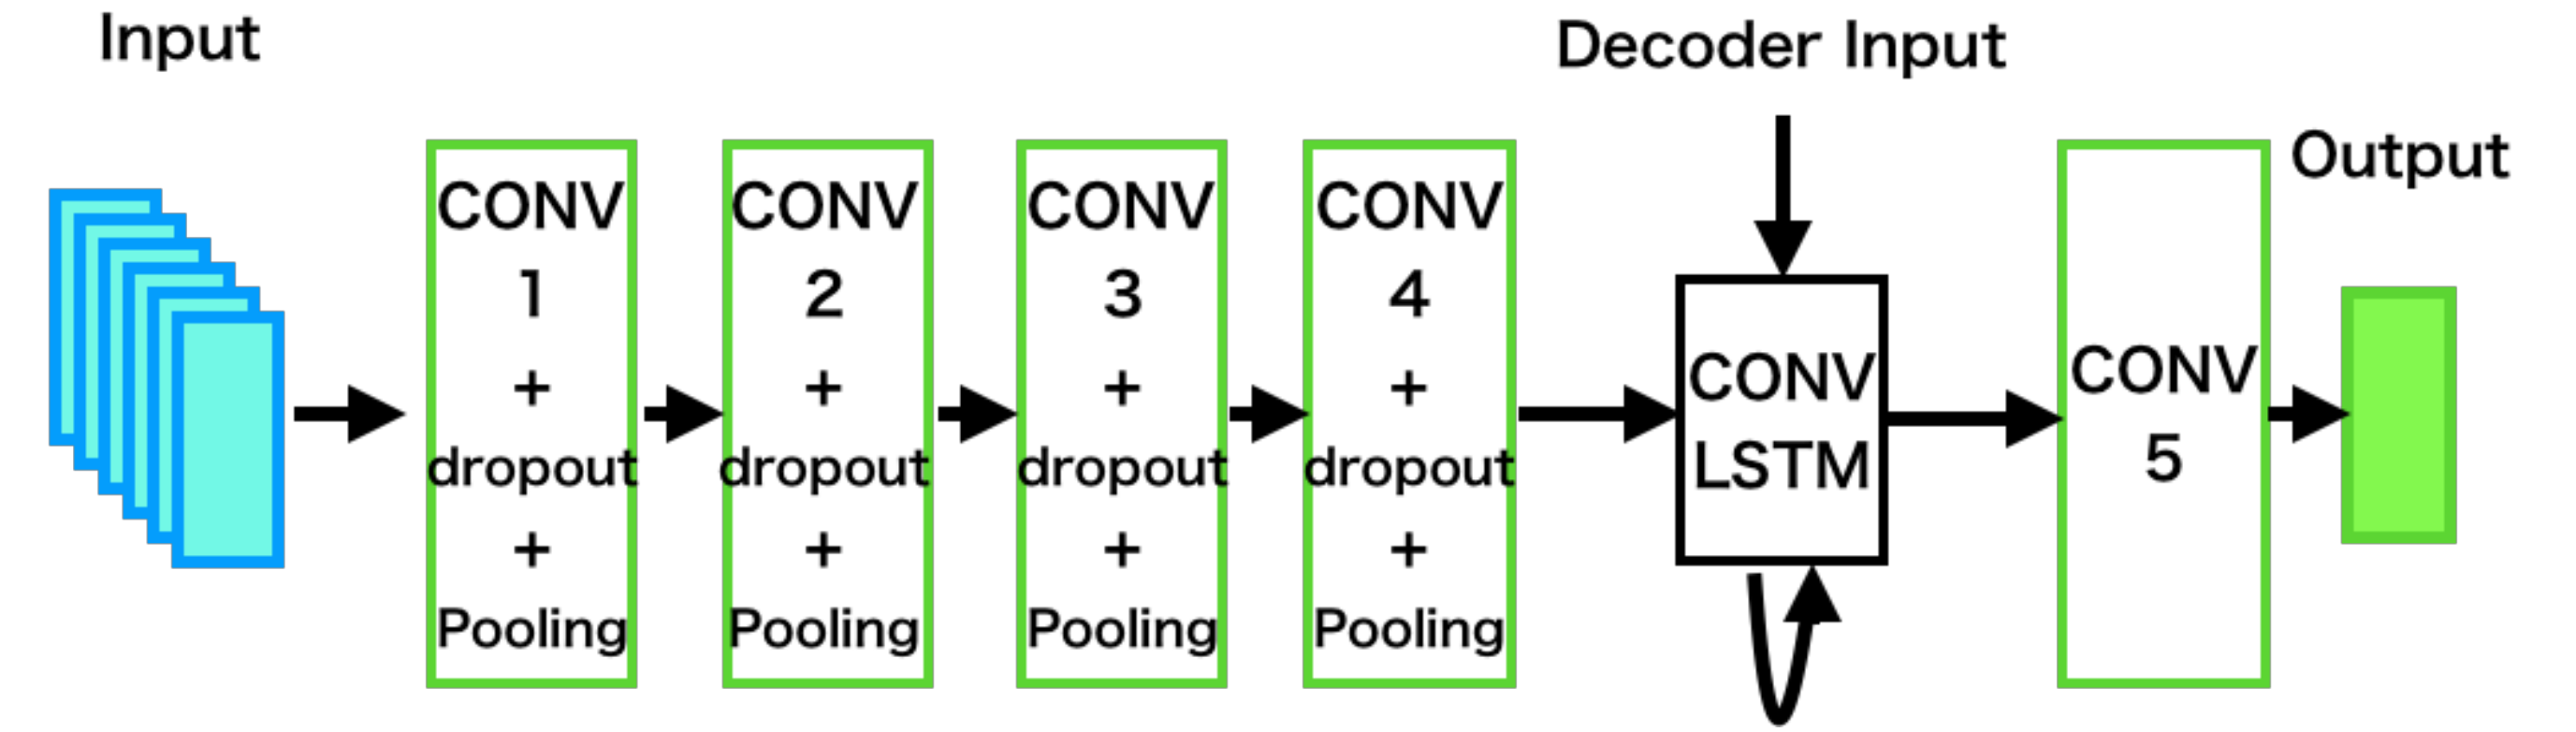 Input
Decoder Input
Output
CONV
1
+
dropout
+
Pooling
CONV
2
+
dropout
+
Pooling
CONV
3
+
dropout
+
Pooling
CONV
4
+
dropout
+
Pooling
CONV
LSTM
CONV
5